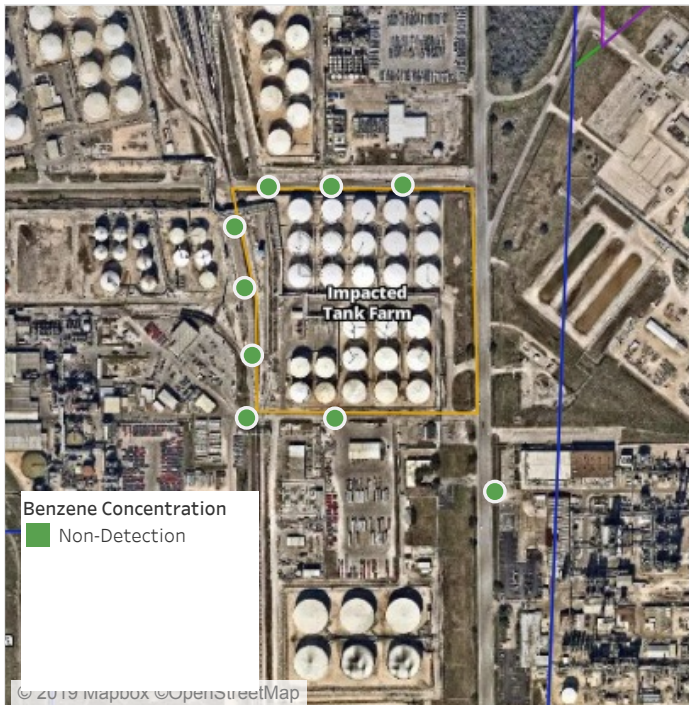 Impacted
Tank Farm
Benzene Concentration
Non-Detection
© 2019 Mapbox ©OpenStreetMap